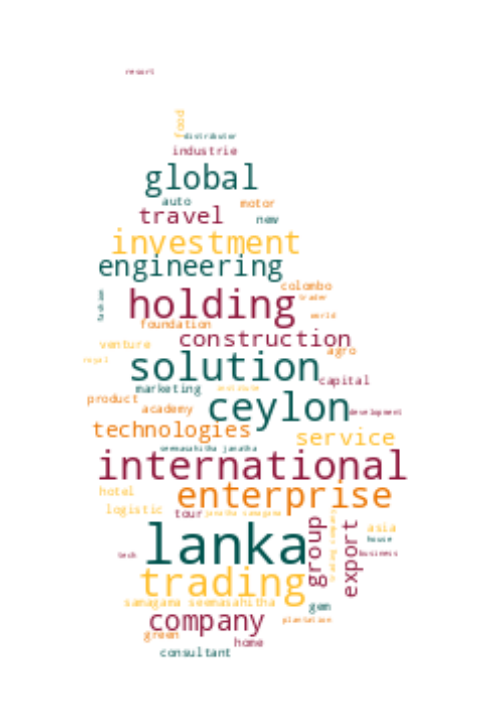 resort
food
distributor
industrie
global
auto
motor
travel
new
investment
engineering
colombo
trader
holding
world
foundation
construction
venture
agro
royal
solution
capital
marketing
institute
product
academy
ceylon
development
technologies
service
seemasahitha janatha
international
hotel
enterprise
logistic
tour
janatha samagama
lanka
group
trading company
export
asia
house
tech
business
trading
samagama seemasahitha
gem
company
plantation
green
home
consultant